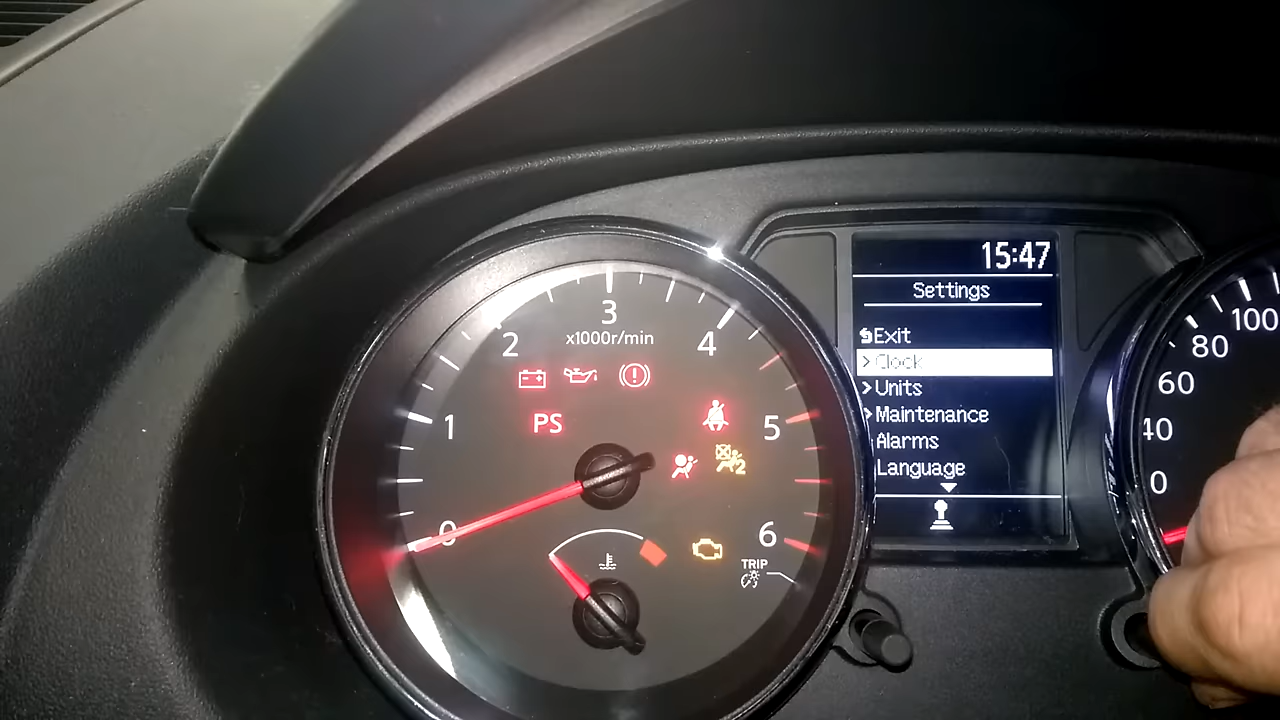 15:47
Settings
Exit
> Clock
> Units
> Maintenance
Alarms
Language
0
1
2
3
4
5
6
x1000r/min
PS
2
TRIP
0
40
60
80
100